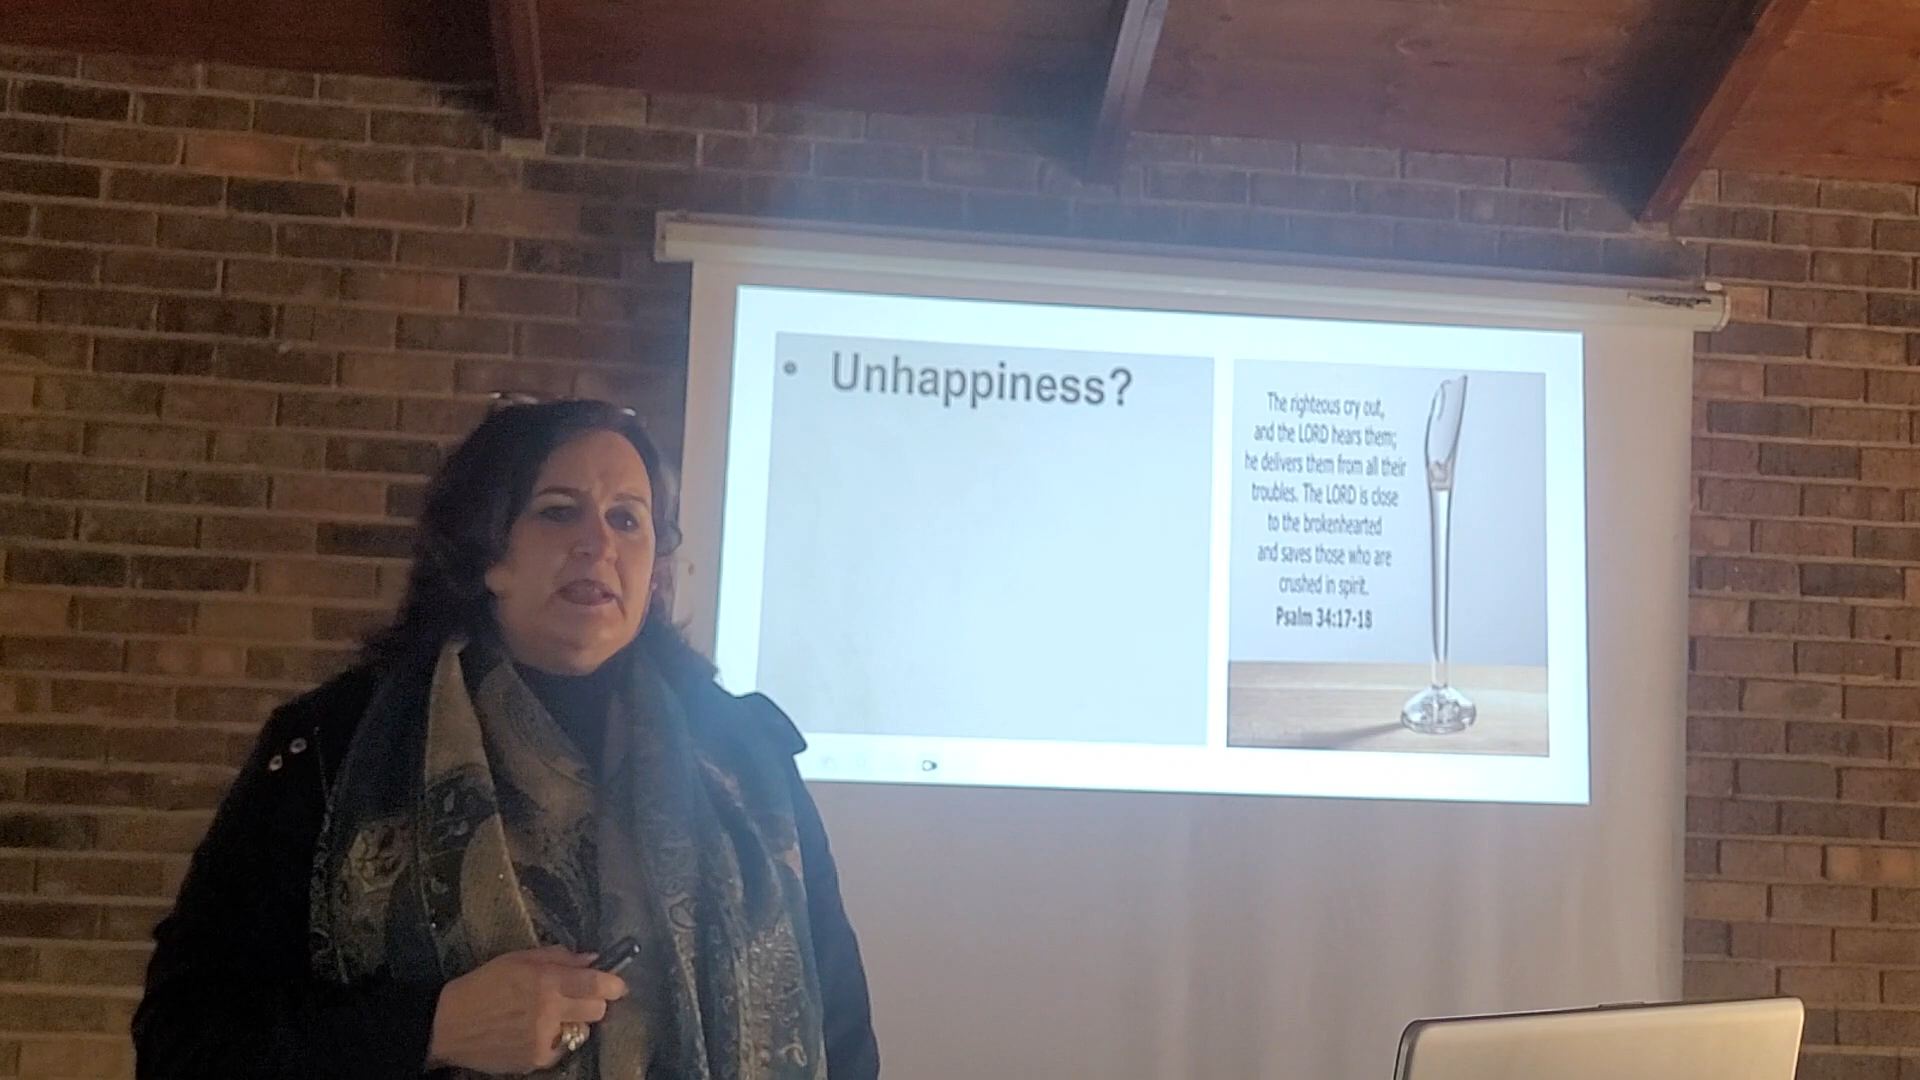 • Unhappiness?
The righteous cry out,
and the LORD hears them;
he delivers them from all their
troubles. The LORD is close
to the brokenhearted
and saves those who are
crushed in spirit.
Psalm 34:17-18